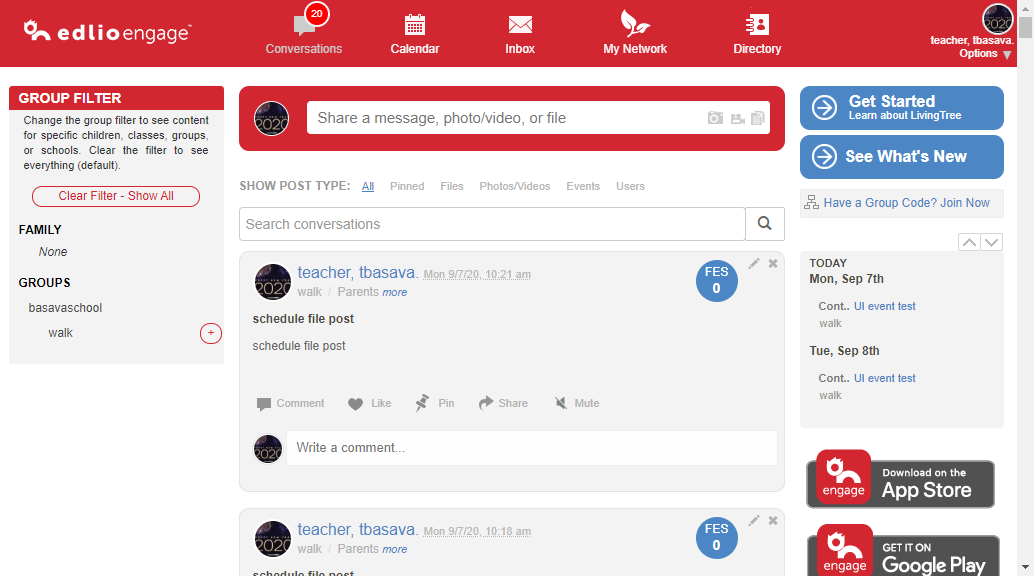 edlio engage™
20
Conversations
Calendar
Inbox
My Network
Directory
teacher, tbasava.
Options ▼
GROUP FILTER
Change the group filter to see content
for specific children, classes, groups,
or schools. Clear the filter to see
everything (default).
Clear Filter - Show All
FAMILY
None
GROUPS
basavaschool
walk
+
2020
Share a message, photo/video, or file
SHOW POST TYPE: All Pinned Files Photos/Videos Events Users
Search conversations
2020
teacher, tbasava. Mon 9/7/20, 10:21 am
walk / Parents more
FES
0
schedule file post
schedule file post
Comment Like Pin Share Mute
2020
Write a comment...
2020
teacher, tbasava. Mon 9/7/20, 10:18 am
walk / Parents more
FES
0
schedule file post
Get Started
Learn about LivingTree
See What's New
Have a Group Code? Join Now
TODAY
Mon, Sep 7th
Cont.. UI event test
walk
Tue, Sep 8th
Cont.. UI event test
walk
engage
Download on the
App Store
engage
GET IT ON
Google Play